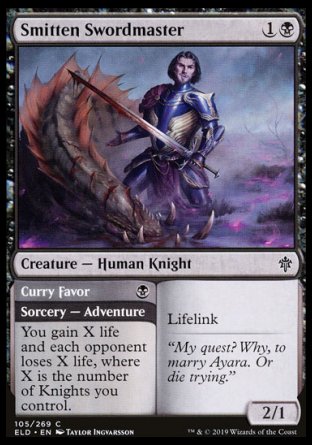 Smitten Swordmaster 1
Creature — Human Knight
Curry Favor
Sorcery — Adventure
You gain X life
and each opponent
loses X life, where
X is the number
of Knights you
control.
Lifelink
"My quest? Why, to
marry Ayara. Or
die trying."
2/1
105/269 C
ELD • EN TAYLOR INGVARSSON
™ & © 2019 Wizards of the Coast